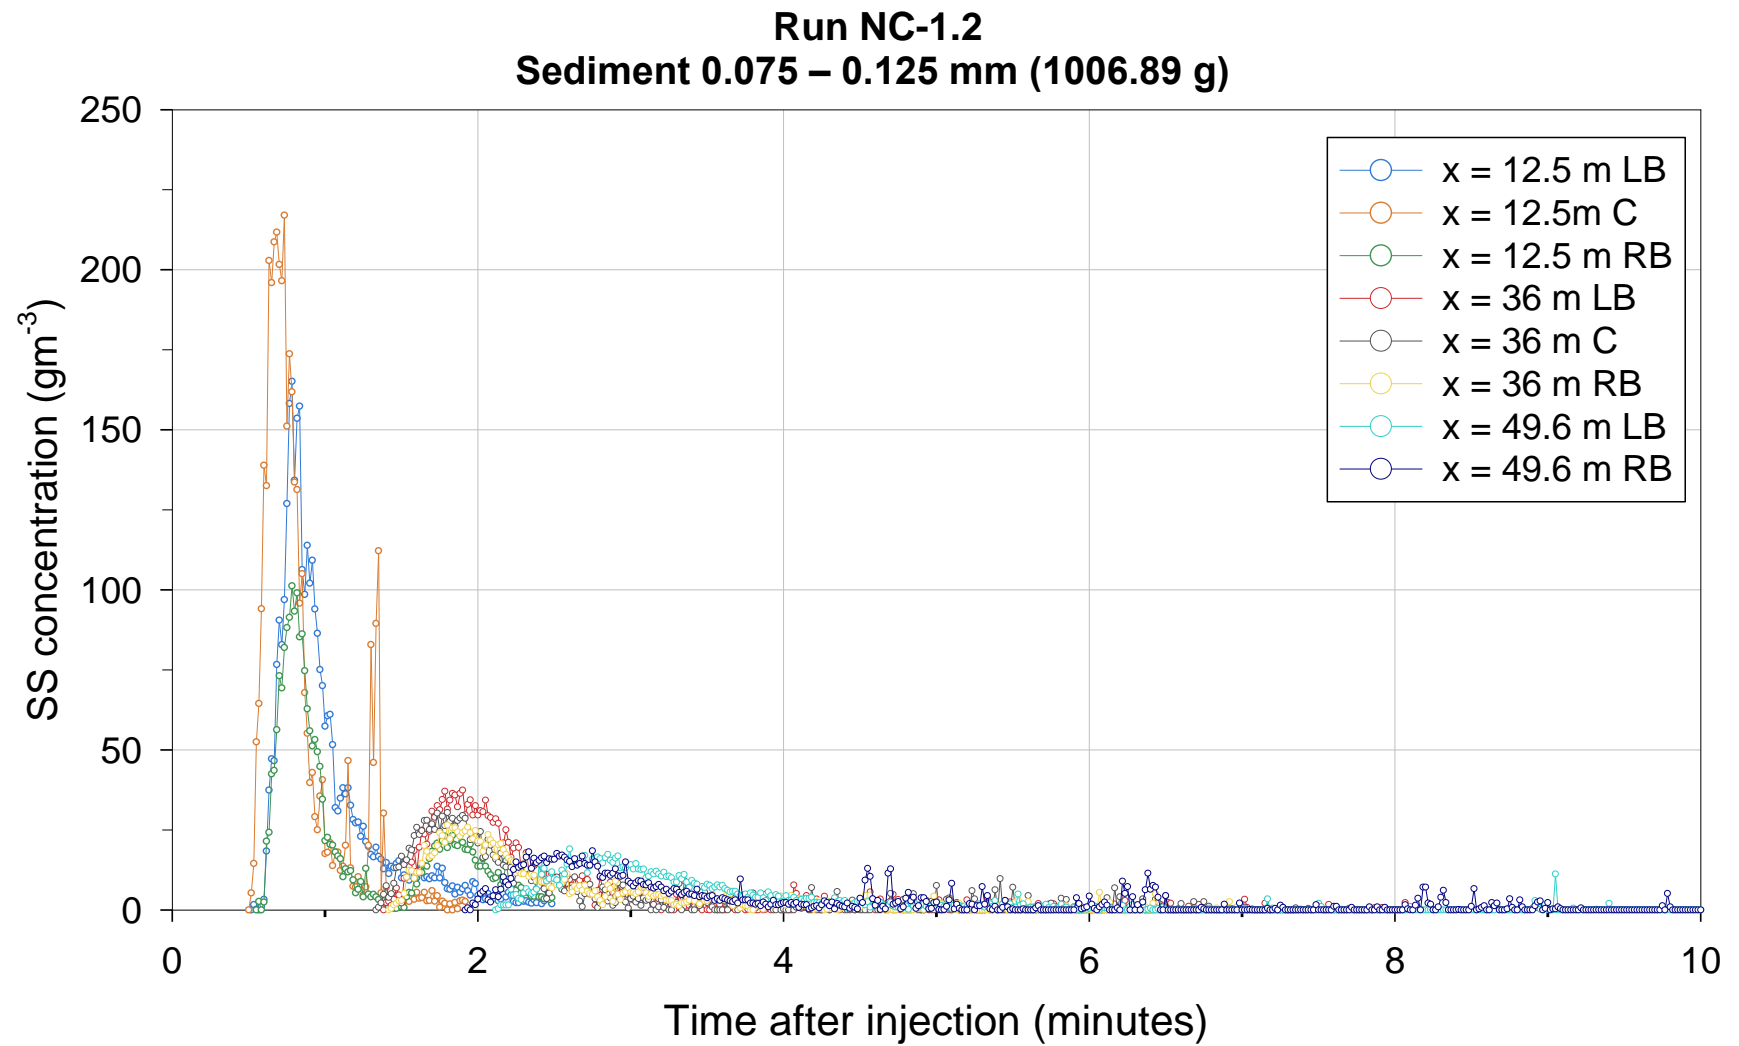 Run NC-1.2
Sediment 0.075 – 0.125 mm (1006.89 g)
250
200
150
100
50
0
SS concentration (gm⁻³)
x = 12.5 m LB
x = 12.5m C
x = 12.5 m RB
x = 36 m LB
x = 36 m C
x = 36 m RB
x = 49.6 m LB
x = 49.6 m RB
0 2 4 6 8 10
Time after injection (minutes)